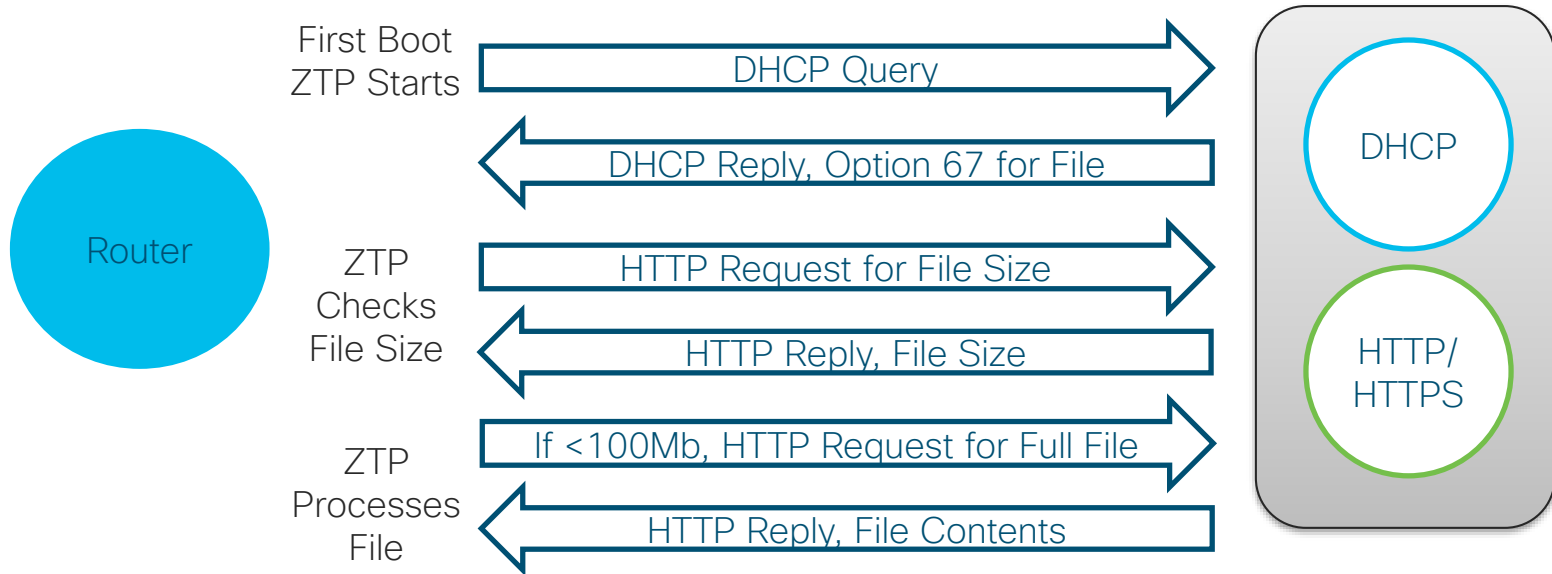 First Boot
ZTP Starts
DHCP Query
DHCP Reply, Option 67 for File
DHCP
Router
ZTP
Checks
File Size
HTTP Request for File Size
HTTP Reply, File Size
HTTP/
HTTPS
If <100Mb, HTTP Request for Full File
ZTP
Processes
File
HTTP Reply, File Contents